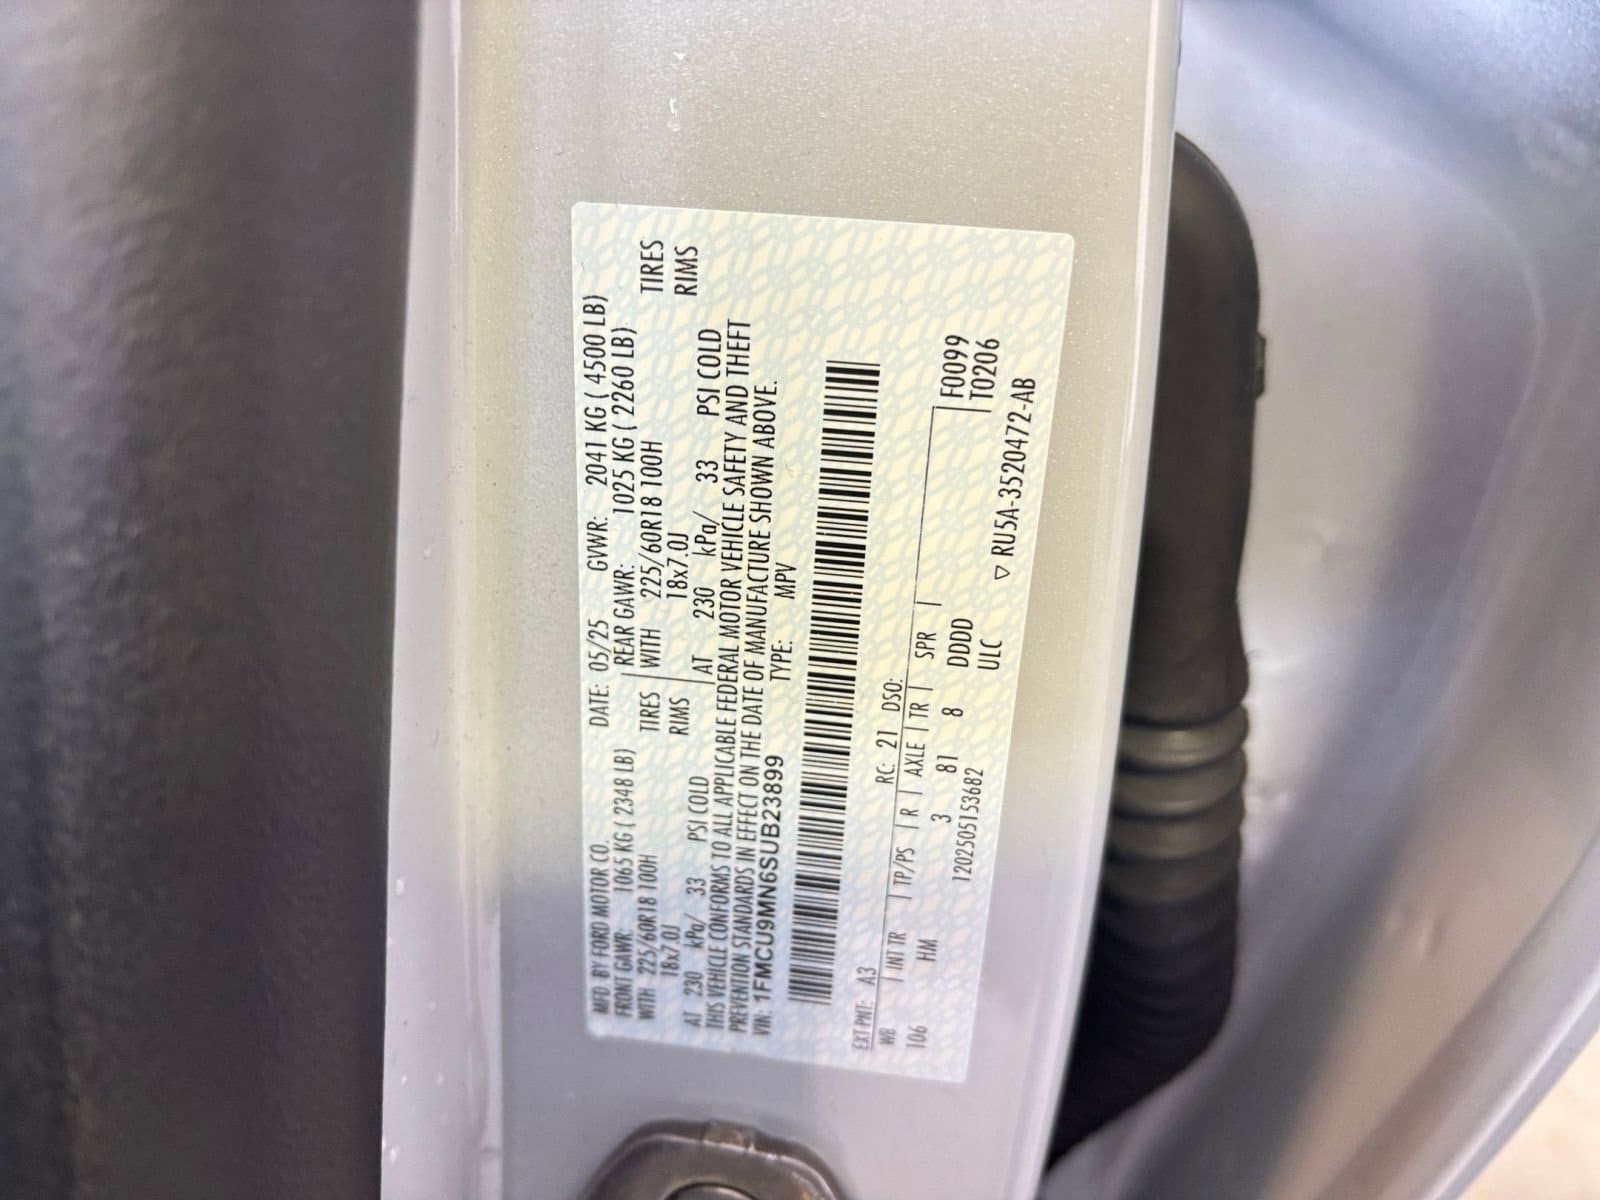 MFD BY FORD MOTOR CO. DATE: 05/25 GVWR: 2041 KG ( 4500 LB)
FRONT GAWR: 1065 KG ( 2348 LB) REAR GAWR: 1025 KG ( 2260 LB)
WITH 225/60R18 100H TIRES WITH 225/60R18 100H TIRES
18x7.0J RIMS 18x7.0J RIMS
AT 230 kPa/ 33 PSI COLD AT 230 kPa/ 33 PSI COLD
THIS VEHICLE CONFORMS TO ALL APPLICABLE FEDERAL MOTOR VEHICLE SAFETY AND THEFT
PREVENTION STANDARDS IN EFFECT ON THE DATE OF MANUFACTURE SHOWN ABOVE.
VIN: 1FMCU9MN6SUB23899 TYPE: MPV
EXT PNT: A3 RC: 21 DSO:
WB INT TR TP/PS R AXLE TR SPR
106 HM 3 81 8 DDDD F0099
12025051 53682 ULC T0206
▽ RU5A-3520472-AB